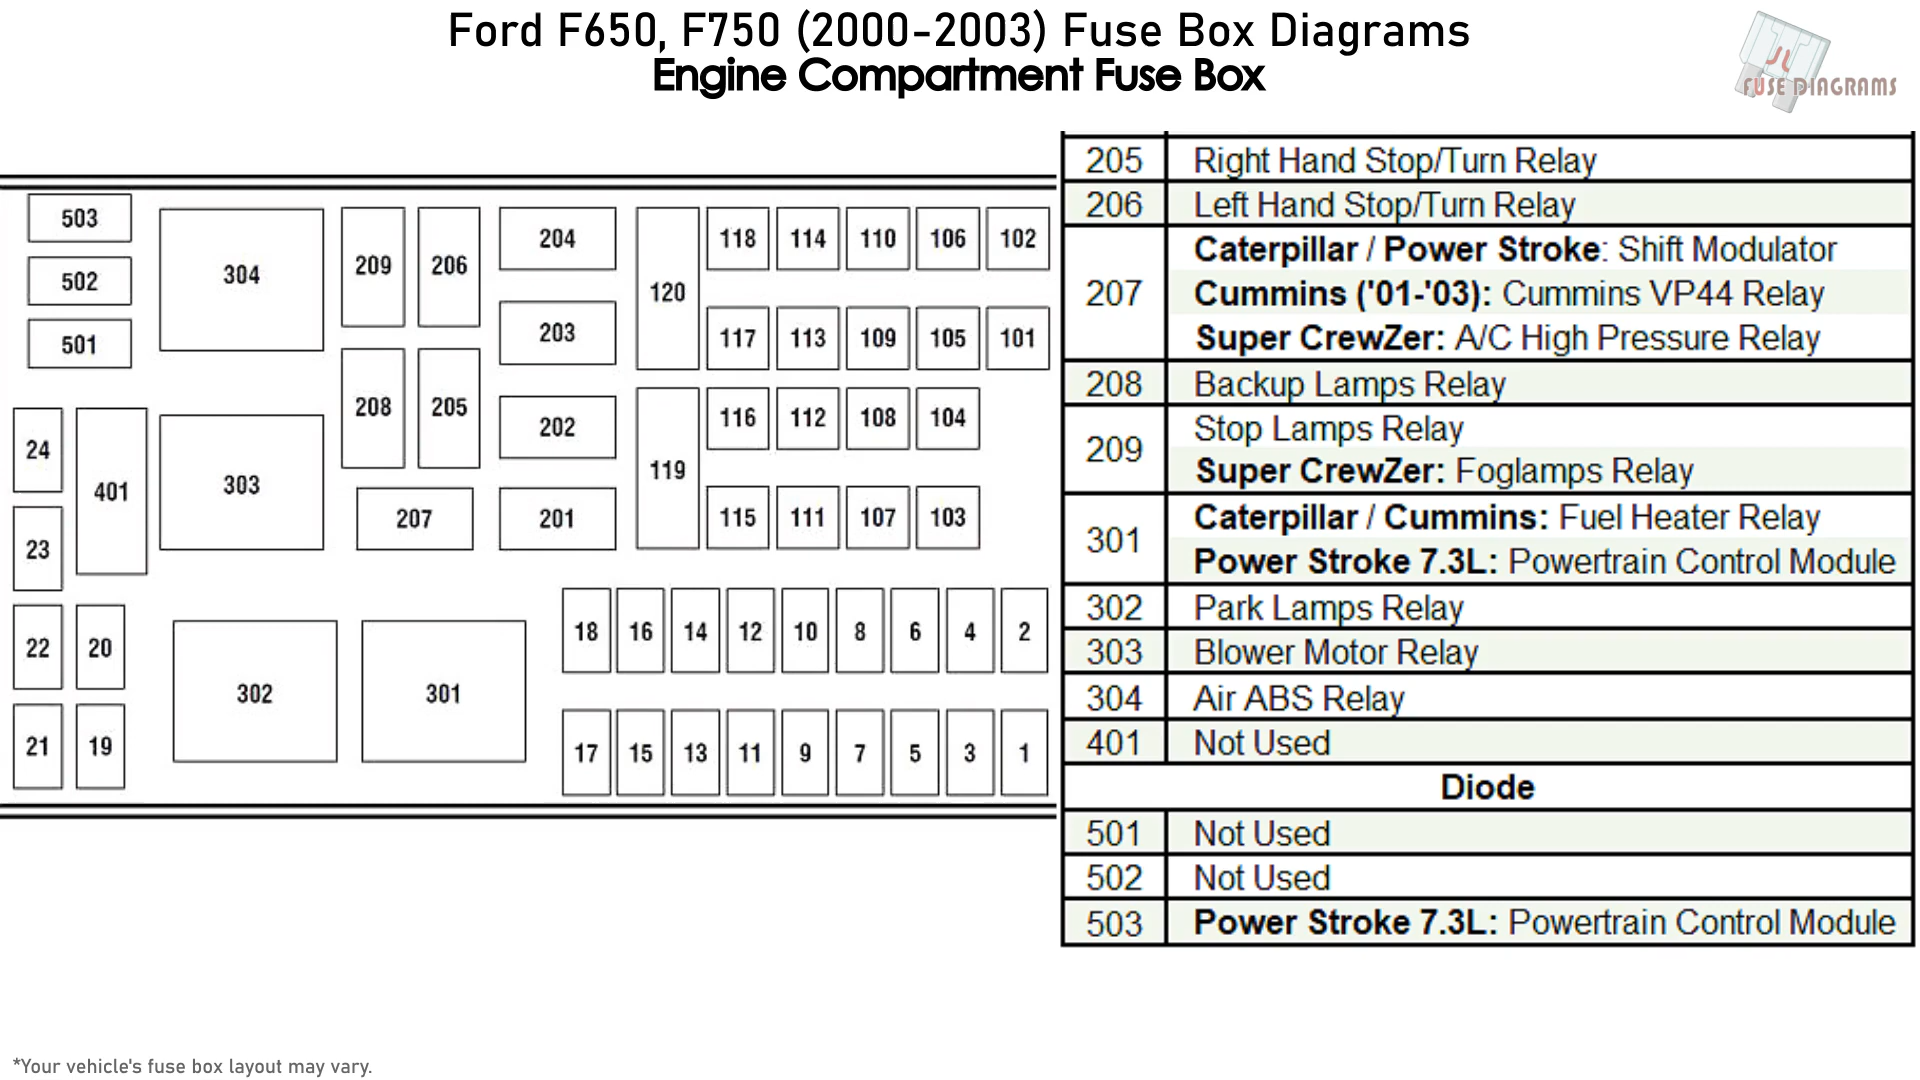 Ford F650, F750 (2000-2003) Fuse Box Diagrams
Engine Compartment Fuse Box
JL
FUSE DIAGRAMS
503
502
501
304
209 206
204
203
120
118 114 110 106 102
117 113 109 105 101
24
23
401
303
208 205
207
202
201
119
116 112 108 104
115 111 107 103
22 20
21 19
302
301
18 16 14 12 10 8 6 4 2
17 15 13 11 9 7 5 3 1
205 Right Hand Stop/Turn Relay
206 Left Hand Stop/Turn Relay
207 Caterpillar / Power Stroke: Shift Modulator
Cummins ('01-'03): Cummins VP44 Relay
Super CrewZer: A/C High Pressure Relay
208 Backup Lamps Relay
209 Stop Lamps Relay
Super CrewZer: Foglamps Relay
301 Caterpillar / Cummins: Fuel Heater Relay
Power Stroke 7.3L: Powertrain Control Module
302 Park Lamps Relay
303 Blower Motor Relay
304 Air ABS Relay
401 Not Used
Diode
501 Not Used
502 Not Used
503 Power Stroke 7.3L: Powertrain Control Module
*Your vehicle's fuse box layout may vary.